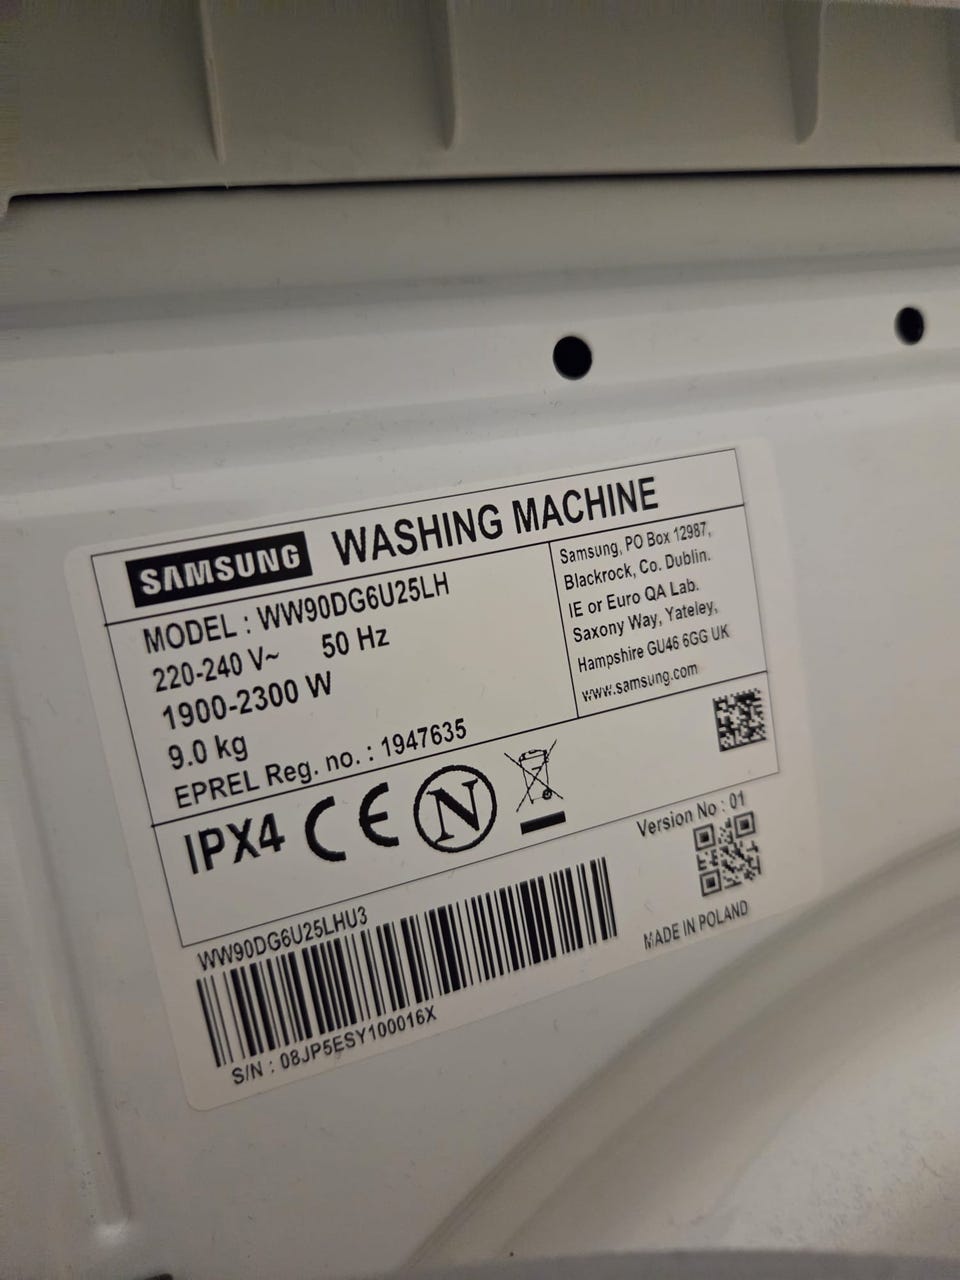 SAMSUNG WASHING MACHINE
MODEL : WW90DG6U25LH
220-240 V~ 50 Hz
1900-2300 W
9.0 kg
EPREL Reg. no. : 1947635
Samsung, PO Box 12987,
Blackrock, Co. Dublin.
IE or Euro QA Lab.
Saxony Way, Yateley,
Hampshire GU46 6GG UK
www.samsung.com
IPX4 CE N
Version No : 01
WW90DG6U25LHU3
MADE IN POLAND
S/N : 08JP5ESY100016X